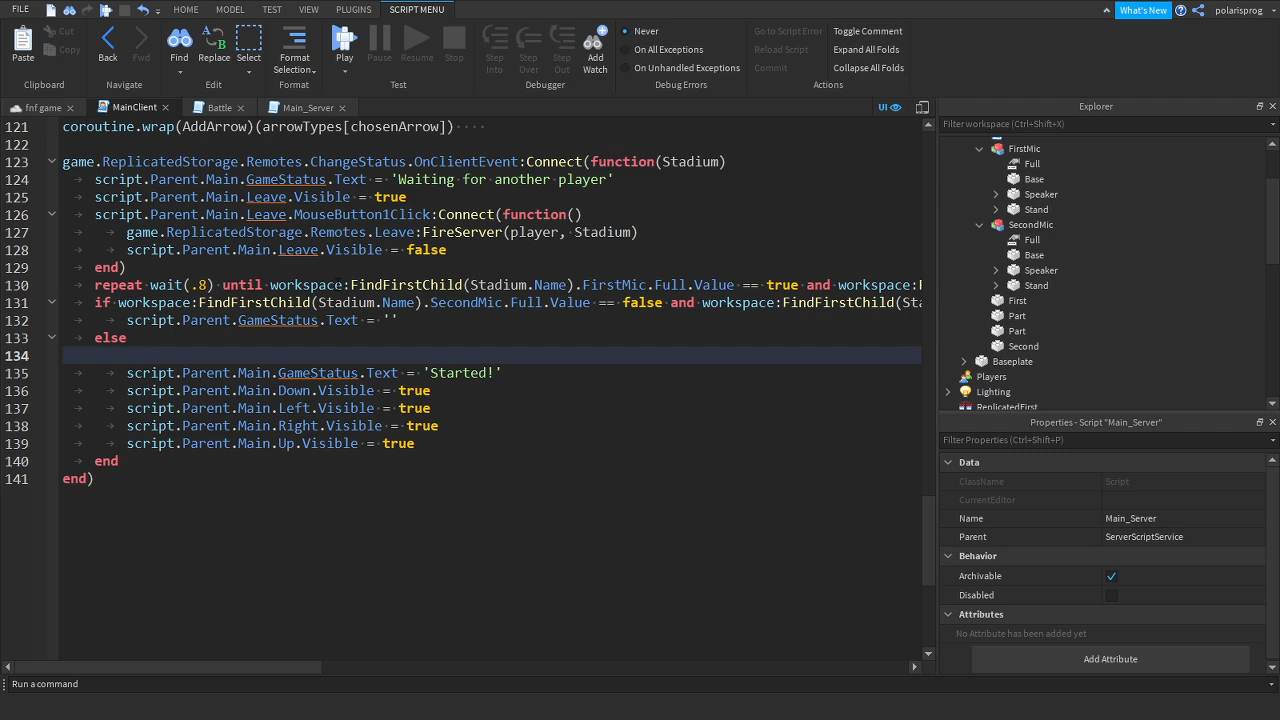 FILE HOME MODEL TEST VIEW PLUGINS SCRIPT MENU What's New polarisprog
Paste Cut Copy Back Fwd Find Replace Select Format Selection Play Pause Resume Stop Step Into Step Over Step Out Add Watch Never On All Exceptions On Unhandled Exceptions Go to Script Error Reload Script Commit Toggle Comment Expand All Folds Collapse All Folds
Clipboard Navigate Edit Format Test Debugger Debug Errors Actions
fnf game MainClient Battle Main_Server UI
121 coroutine.wrap(AddArrow)(arrowTypes[chosenArrow])
122
123 game.ReplicatedStorage.Remotes.ChangeStatus.OnClientEvent:Connect(function(Stadium)
124 script.Parent.Main.GameStatus.Text = 'Waiting for another player'
125 script.Parent.Main.Leave.Visible = true
126 script.Parent.Main.Leave.MouseButton1Click:Connect(function()
127 game.ReplicatedStorage.Remotes.Leave:FireServer(player, Stadium)
128 script.Parent.Main.Leave.Visible = false
129 end)
130 repeat wait(.8) until workspace:FindFirstChild(Stadium.Name).FirstMic.Full.Value == true and workspace:F
131 if workspace:FindFirstChild(Stadium.Name).SecondMic.Full.Value == false and workspace:FindFirstChild(Sta
132 script.Parent.GameStatus.Text = ''
133 else
134
135 script.Parent.Main.GameStatus.Text = 'Started!'
136 script.Parent.Main.Down.Visible = true
137 script.Parent.Main.Left.Visible = true
138 script.Parent.Main.Right.Visible = true
139 script.Parent.Main.Up.Visible = true
140 end
141 end)
Explorer
Filter workspace (Ctrl+Shift+X)
FirstMic
Full
Base
Speaker
Stand
SecondMic
Full
Base
Speaker
Stand
First
Part
Part
Second
Baseplate
Players
Lighting
ReplicatedFirst
Properties - Script "Main_Server"
Filter Properties (Ctrl+Shift+P)
Data
ClassName Script
CurrentEditor
Name Main_Server
Parent ServerScriptService
Behavior
Archivable
Disabled
Attributes
No Attribute has been added yet
Add Attribute
Run a command